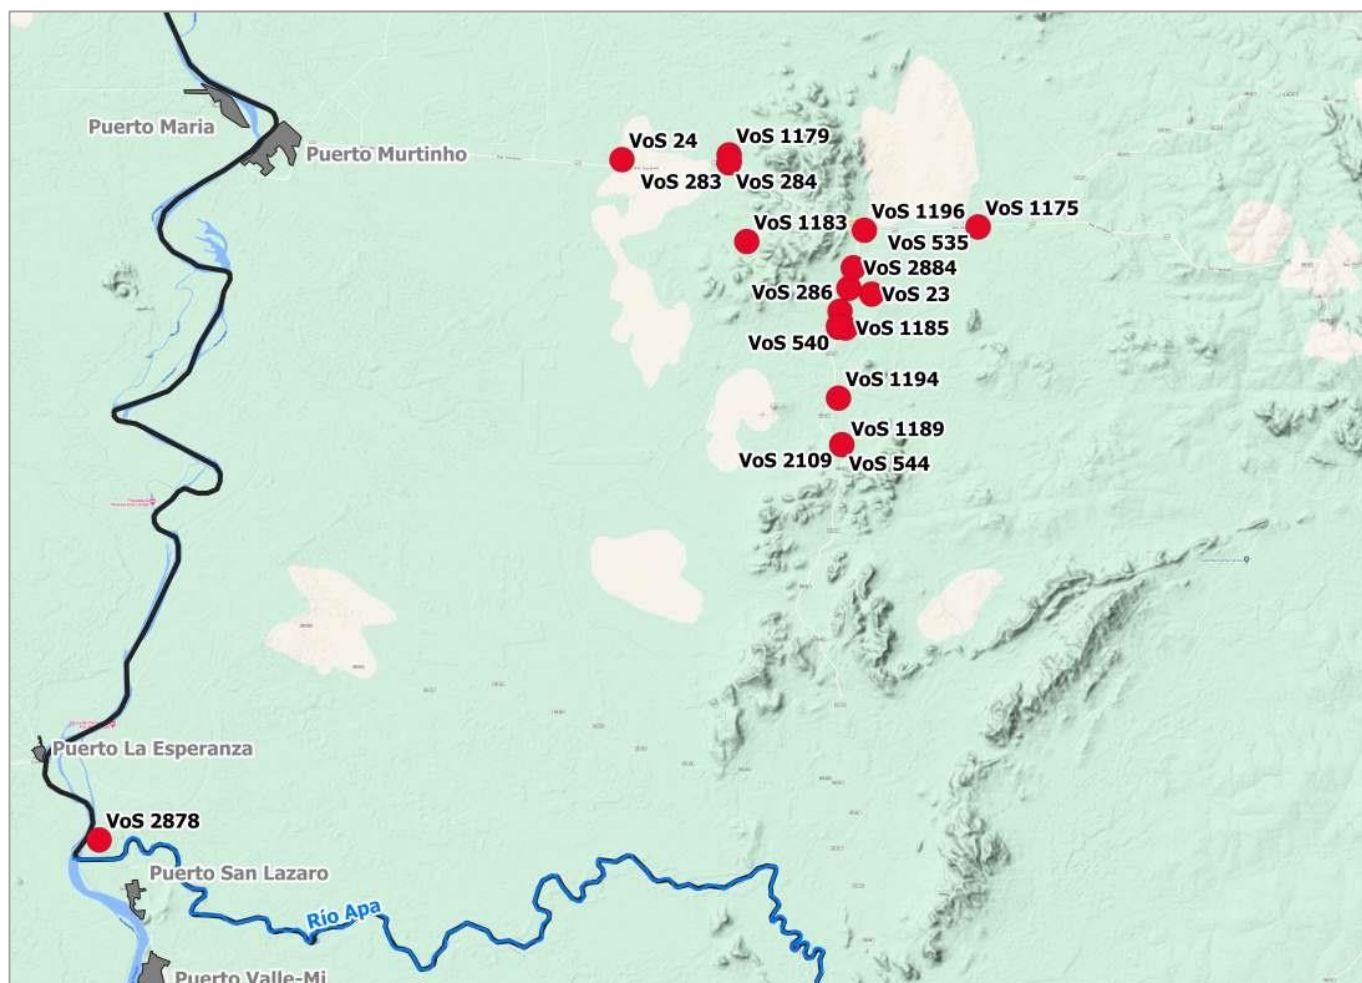 Puerto Maria
Puerto Murtinho
VoS 24
VoS 1179
VoS 283
VoS 284
VoS 1183
VoS 1196
VoS 1175
VoS 535
VoS 2884
VoS 286
VoS 23
VoS 1185
VoS 540
VoS 1194
VoS 1189
VoS 2109
VoS 544
Puerto La Esperanza
VoS 2878
Puerto San Lazaro
Río Apa
Puerto Valle-Mi